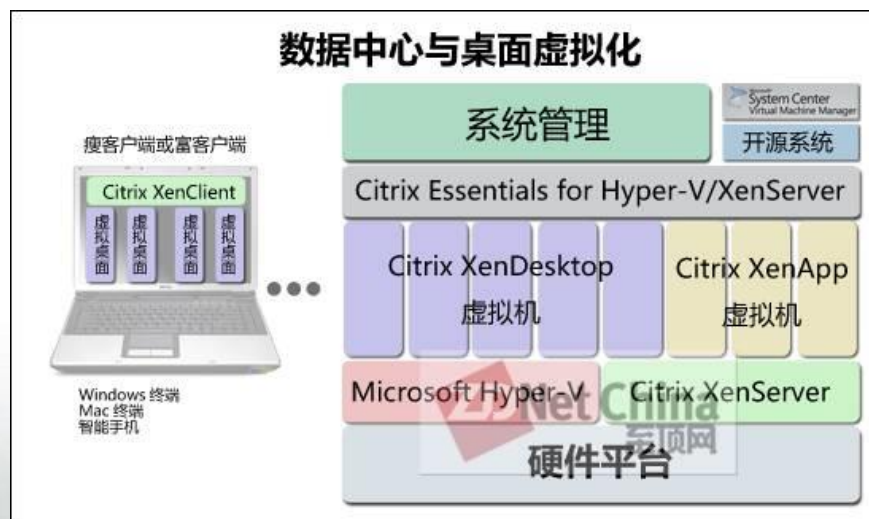 数据中心与桌面虚拟化
瘦客户端或富客户端
Citrix XenClient
虚拟桌面
虚拟桌面
虚拟桌面
虚拟桌面
Windows 终端
Mac 终端
智能手机
系统管理
System Center
Virtual Machine Manager
开源系统
Citrix Essentials for Hyper-V/XenServer
Citrix XenDesktop
虚拟机
Citrix XenApp
虚拟机
Microsoft Hyper-V
Citrix XenServer
硬件平台
ZDNet China
至顶网